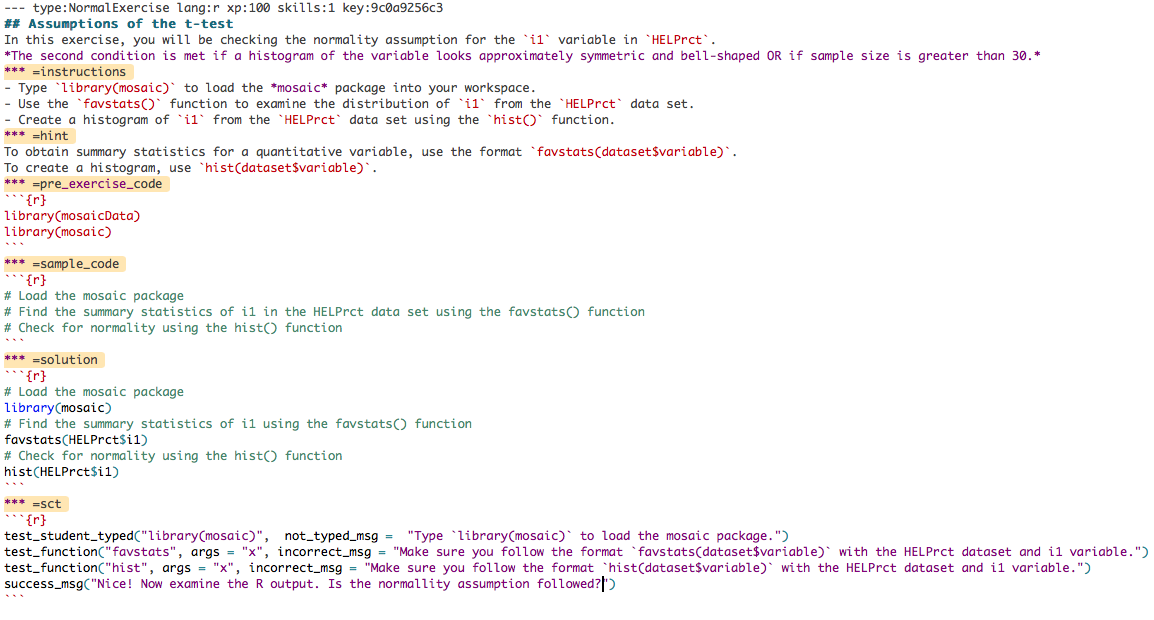 --- type:NormalExercise lang:r xp:100 skills:1 key:9c0a9256c3
## Assumptions of the t-test
In this exercise, you will be checking the normality assumption for the `i1` variable in `HELPrct`.
*The second condition is met if a histogram of the variable looks approximately symmetric and bell-shaped OR if sample size is greater than 30.*
*** =instructions
- Type `library(mosaic)` to load the *mosaic* package into your workspace.
- Use the `favstats()` function to examine the distribution of `i1` from the `HELPrct` data set.
- Create a histogram of `i1` from the `HELPrct` data set using the `hist()` function.
*** =hint
To obtain summary statistics for a quantitative variable, use the format `favstats(dataset$variable)`.
To create a histogram, use `hist(dataset$variable)`.
*** =pre_exercise_code
```{r}
library(mosaicData)
library(mosaic)
```
*** =sample_code
```{r}
# Load the mosaic package
# Find the summary statistics of i1 in the HELPrct data set using the favstats() function
# Check for normality using the hist() function
```
*** =solution
```{r}
# Load the mosaic package
library(mosaic)
# Find the summary statistics of i1 using the favstats() function
favstats(HELPrct$i1)
# Check for normality using the hist() function
hist(HELPrct$i1)
```
*** =sct
```{r}
test_student_typed("library(mosaic)",  not_typed_msg =  "Type `library(mosaic)` to load the mosaic package.")
test_function("favstats", args = "x", incorrect_msg = "Make sure you follow the format `favstats(dataset$variable)` with the HELPrct dataset and i1 variable.")
test_function("hist", args = "x", incorrect_msg = "Make sure you follow the format `hist(dataset$variable)` with the HELPrct dataset and i1 variable.")
success_msg("Nice! Now examine the R output. Is the normallity assumption followed?")
```